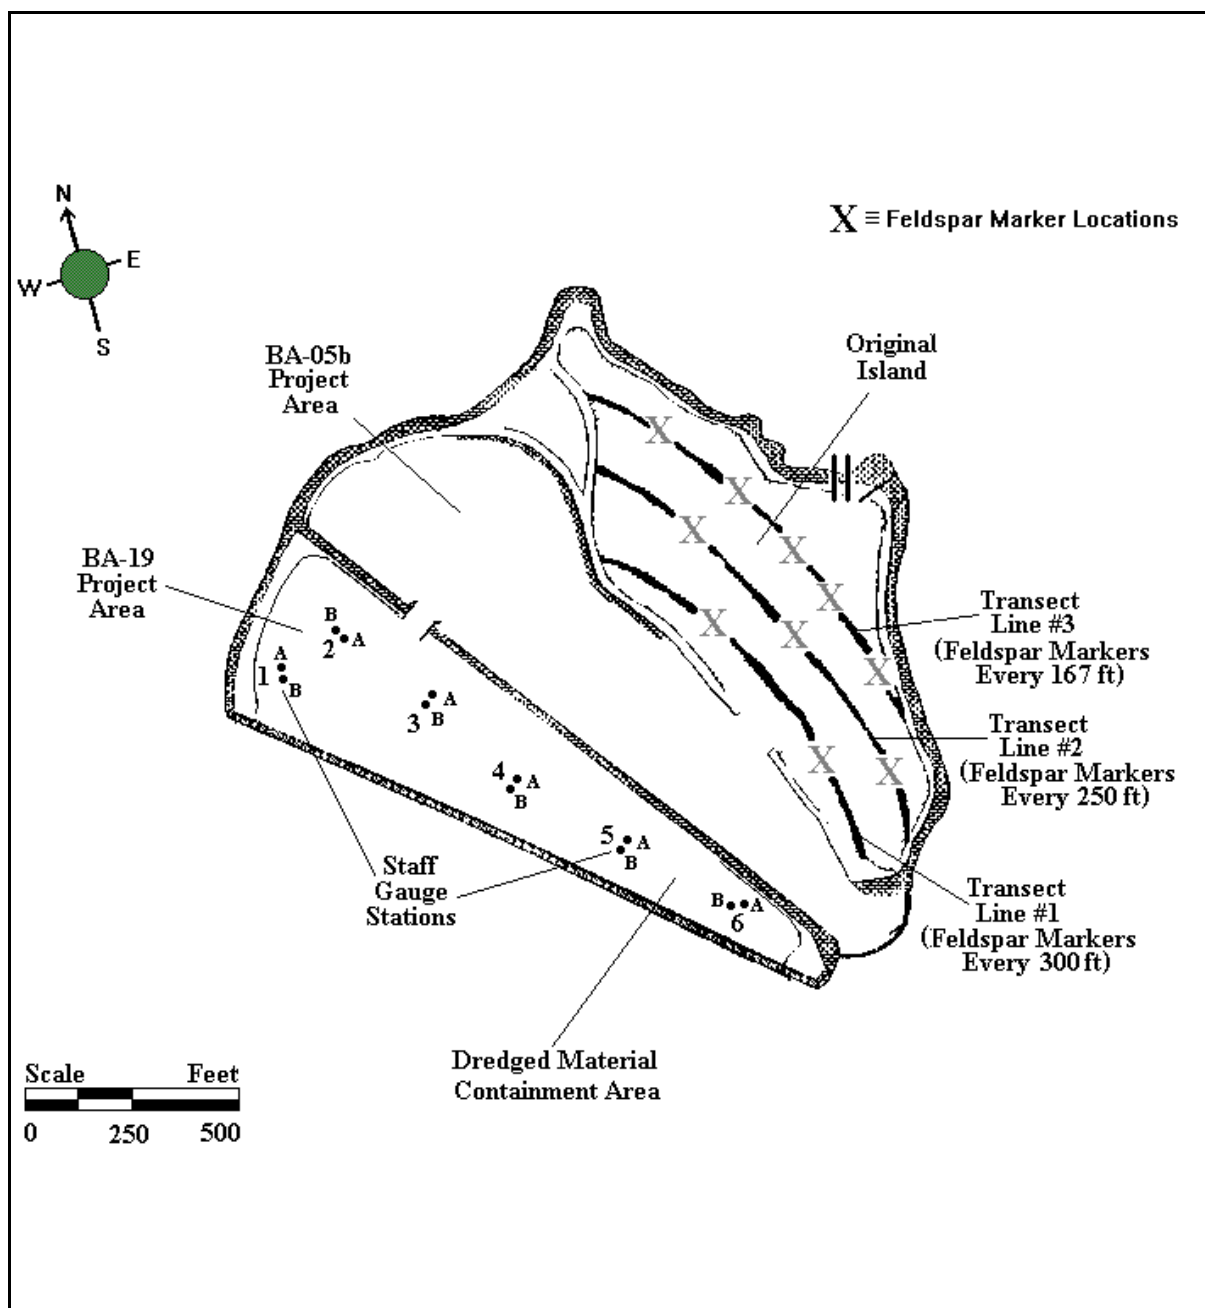 N
W
E
S
X ≡ Feldspar Marker Locations
BA-05b
Project
Area
Original
Island
X
X
X
X
X
X
X
X
X
X
BA-19
Project
Area
Transect
Line #3
(Feldspar Markers
Every 167 ft)
B
2
A
A
1
B
A
3
B
Transect
Line #2
(Feldspar Markers
Every 250 ft)
4
A
B
5
A
B
Staff
Gauge
Stations
B
A
6
Transect
Line #1
(Feldspar Markers
Every 300 ft)
Dredged Material
Containment Area
Scale Feet
0 250 500